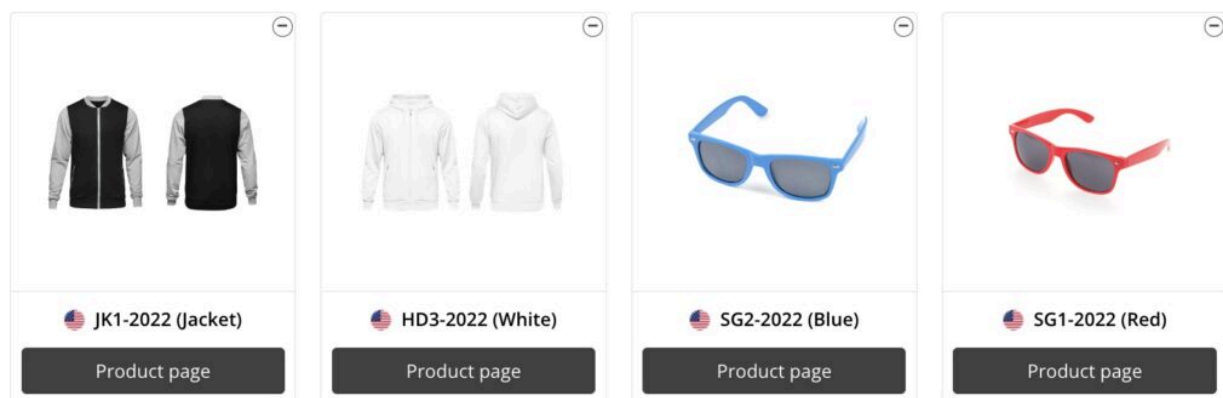 JK1-2022 (Jacket)
HD3-2022 (White)
SG2-2022 (Blue)
SG1-2022 (Red)
Product page
Product page
Product page
Product page